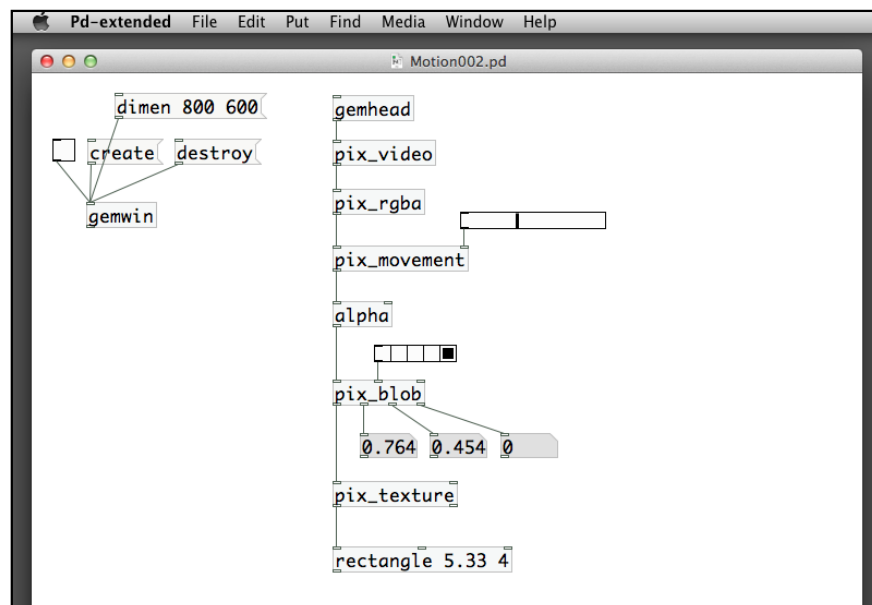 Pd-extended File Edit Put Find Media Window Help
Motion002.pd
dimen 800 600
create
destroy
gemwin
gemhead
pix_video
pix_rgba
pix_movement
alpha
pix_blob
0.764
0.454
0
pix_texture
rectangle 5.33 4